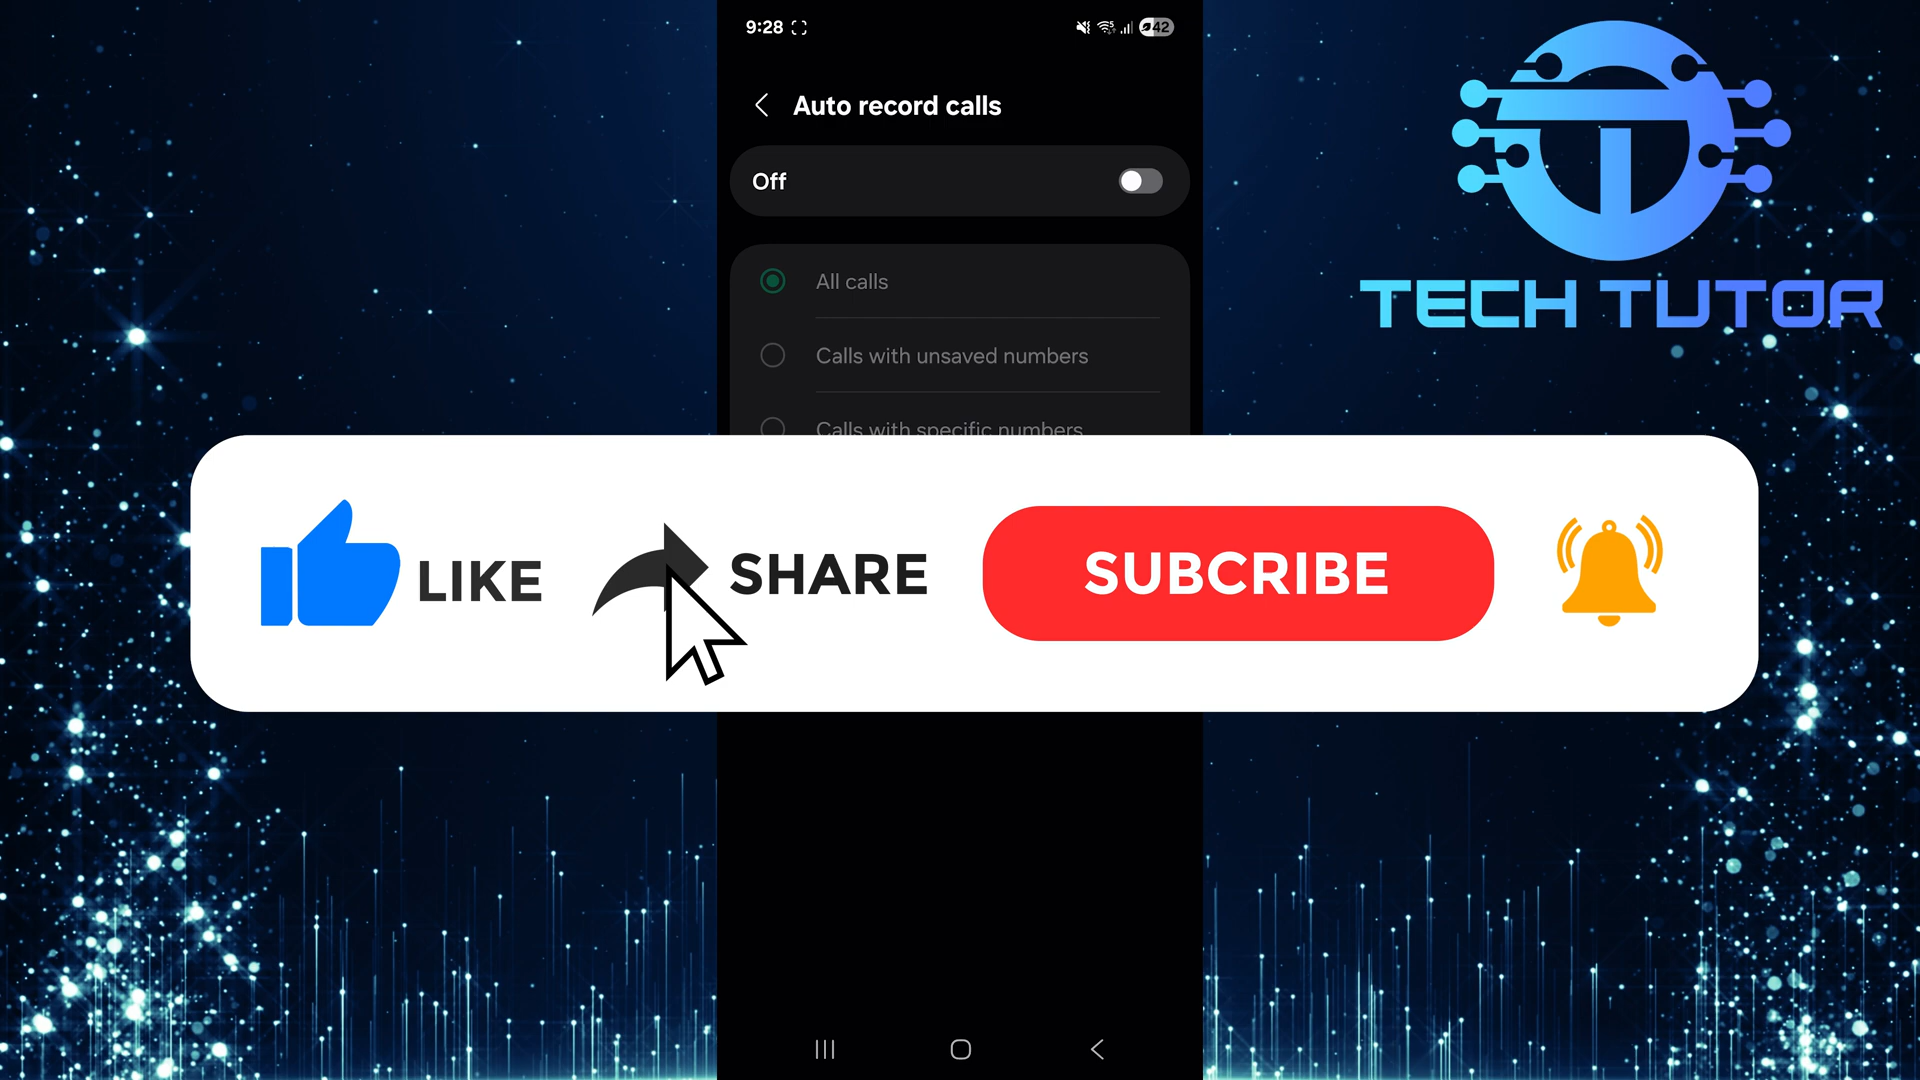 9:28
42
Auto record calls
Off
All calls
Calls with unsaved numbers
Calls with specific numbers
TECH TUTOR
LIKE
SHARE
SUBCRIBE